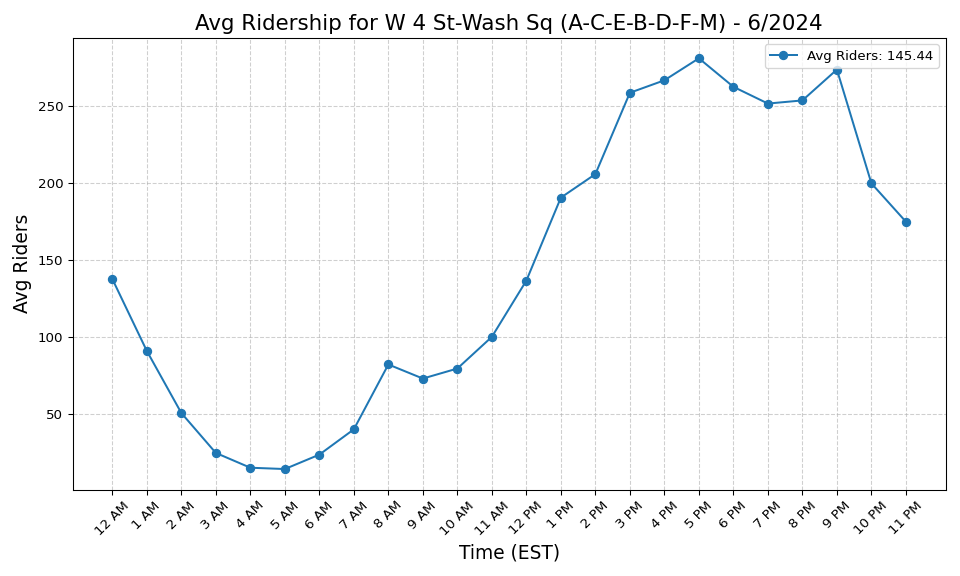 Avg Ridership for W 4 St-Wash Sq (A-C-E-B-D-F-M) - 6/2024
Avg Riders: 145.44
Avg Riders
250
200
150
100
50
12 AM
1 AM
2 AM
3 AM
4 AM
5 AM
6 AM
7 AM
8 AM
9 AM
10 AM
11 AM
12 PM
1 PM
2 PM
3 PM
4 PM
5 PM
6 PM
7 PM
8 PM
9 PM
10 PM
11 PM
Time (EST)